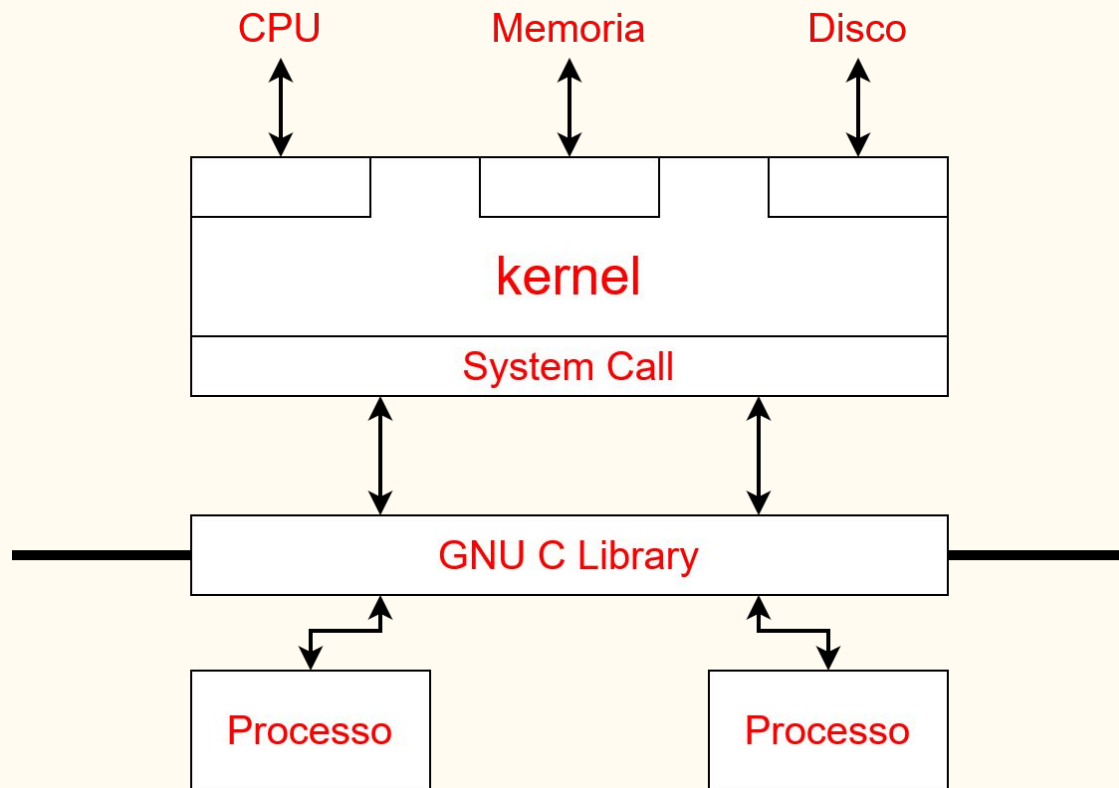 CPU
Memoria
Disco
kernel
System Call
GNU C Library
Processo
Processo